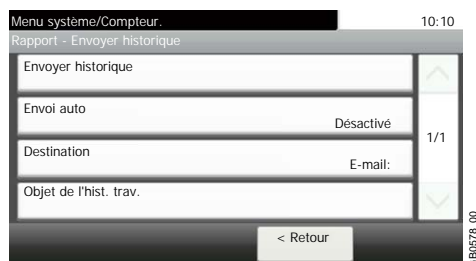 Menu système/Compteur. 10:10
Rapport - Envoyer historique
Envoyer historique
Envoi auto
Désactivé
1/1
Destination
E-mail:
Objet de l'hist. trav.
< Retour